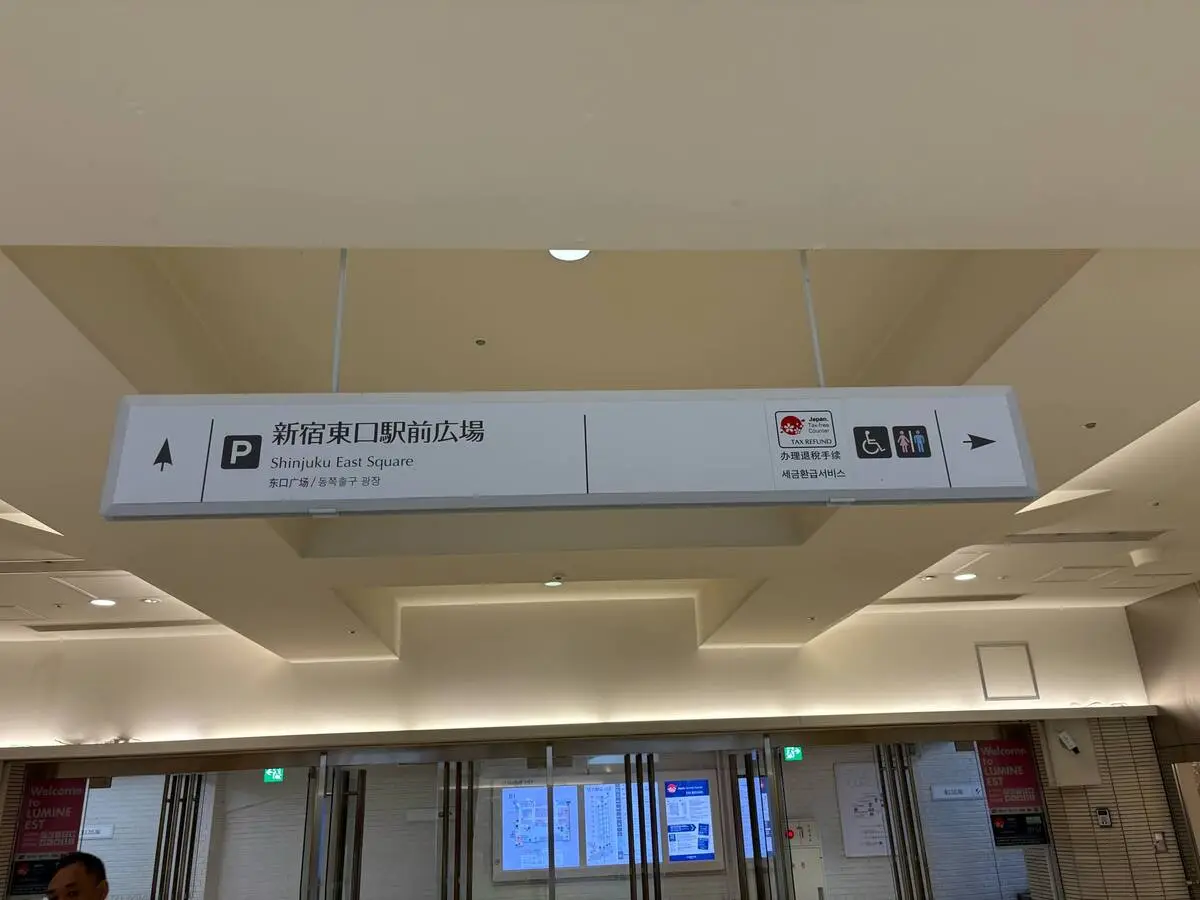 P
新宿東口駅前広場
Shinjuku East Square
东口广场 / 동쪽출구 광장
Japan.
Tax-free
Counter
TAX REFUND
办理退税手续
세금환급서비스
Welcome
to
LUMINE
EST
Welcome
to
LUMINE
EST
B1